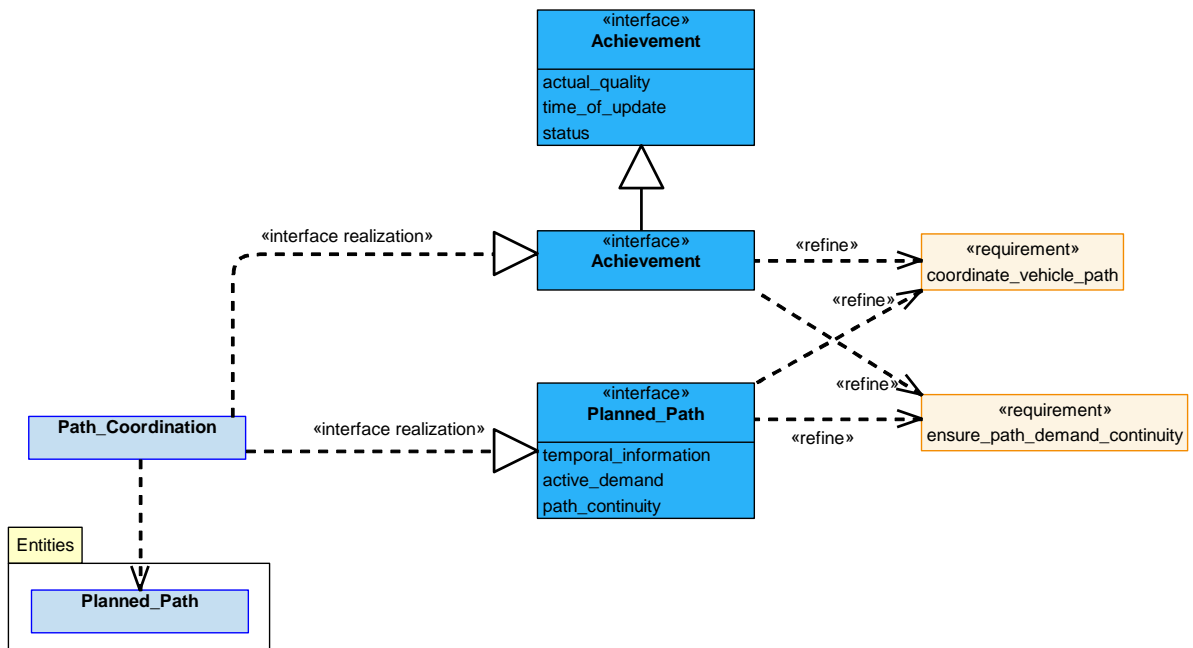 «interface»
Achievement
actual_quality
time_of_update
status
«interface realization»
«interface»
Achievement
«refine»
«requirement»
coordinate_vehicle_path
«refine»
«interface»
Planned_Path
temporal_information
active_demand
path_continuity
«refine»
«refine»
«requirement»
ensure_path_demand_continuity
Path_Coordination
«interface realization»
Entities
Planned_Path